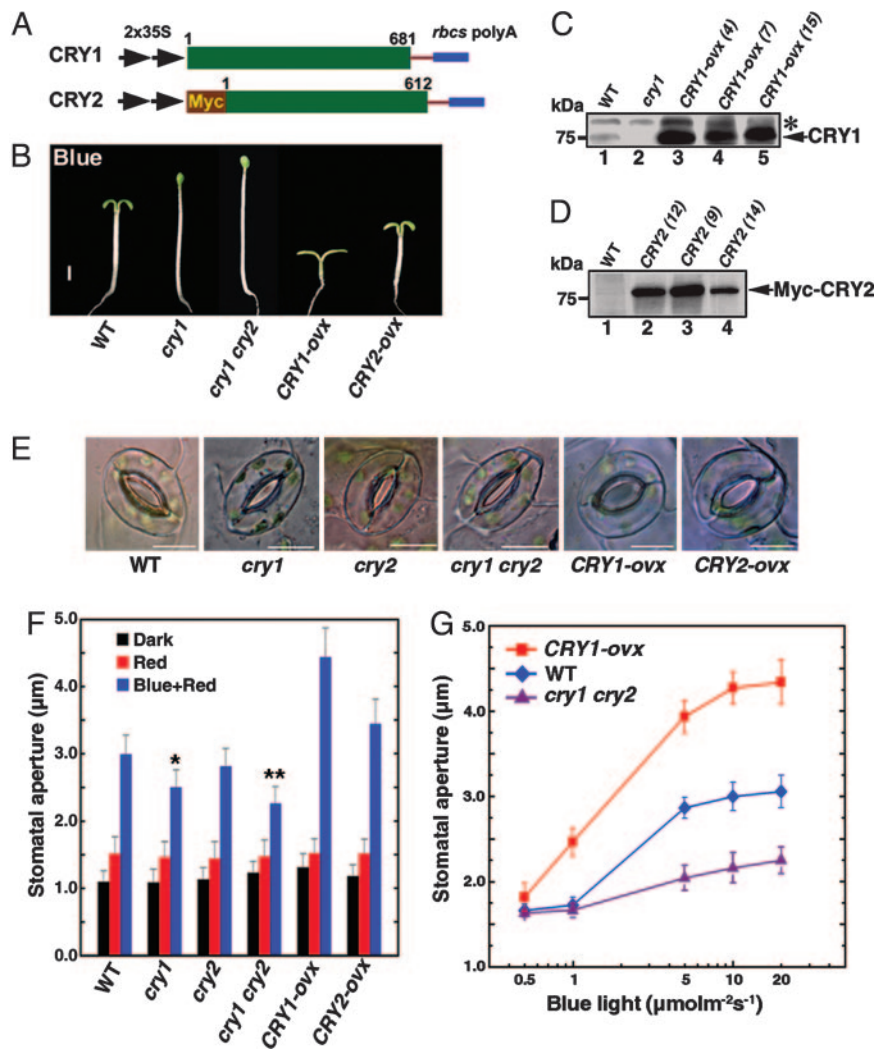 A
2x35S
1
681
rbcs polyA
CRY1
1
612
CRY2
Myc
B
Blue
WT
cry1
cry1 cry2
CRY1-ovx
CRY2-ovx
C
WT
cry1
CRY1-ovx (4)
CRY1-ovx (7)
CRY1-ovx (15)
kDa
75
*
CRY1
1 2 3 4 5
D
WT
CRY2 (12)
CRY2 (9)
CRY2 (14)
kDa
75
Myc-CRY2
1 2 3 4
E
WT
cry1
cry2
cry1 cry2
CRY1-ovx
CRY2-ovx
F
Stomatal aperture (µm)
5.0
4.0
3.0
2.0
1.0
0.0
Dark
Red
Blue+Red
*
**
WT
cry1
cry2
cry1 cry2
CRY1-ovx
CRY2-ovx
G
Stomatal aperture (µm)
5.0
4.0
3.0
2.0
1.0
CRY1-ovx
WT
cry1 cry2
0.5 1 5 10 20
Blue light (µmolm⁻²s⁻¹)